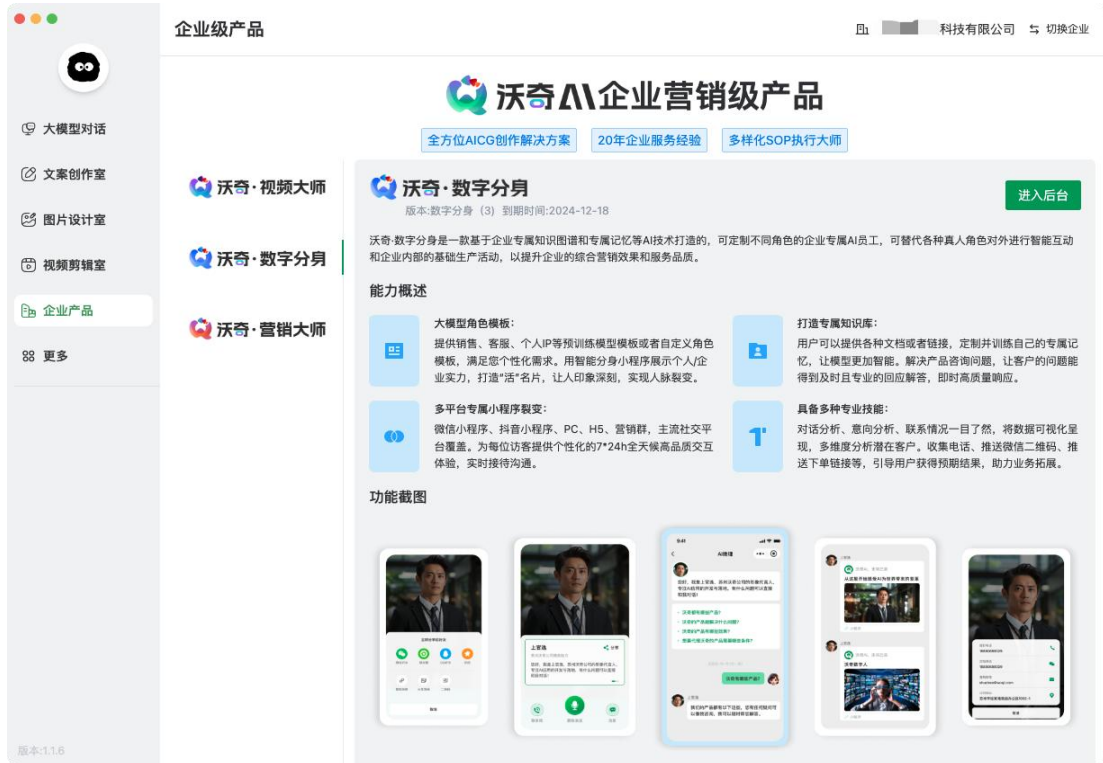 企业级产品
科技有限公司
切换企业
大模型对话
文案创作室
图片设计室
视频剪辑室
企业产品
更多
版本:1.1.6
沃奇AI企业营销级产品
全方位AICG创作解决方案
20年企业服务经验
多样化SOP执行大师
沃奇·视频大师
沃奇·数字分身
沃奇·营销大师
沃奇·数字分身
版本:数字分身（3）到期时间:2024-12-18
进入后台
沃奇·数字分身是一款基于企业专属知识图谱和专属记忆等AI技术打造的，可定制不同角色的企业专属AI员工，可替代各种真人角色对外进行智能互动
和企业内部的基础生产活动，以提升企业的综合营销效果和服务品质。
能力概述
大模型角色模板：
提供销售、客服、个人IP等预训练模型模板或者自定义角色
模板，满足您个性化需求。用智能分身小程序展示个人/企
业实力，打造“活”名片，让人印象深刻，实现人脉裂变。
打造专属知识库：
用户可以提供各种文档或者链接，定制并训练自己的专属记
忆，让模型更加智能。解决产品咨询问题，让客户的问题能
得到及时且专业的回应解答，即时高质量响应。
多平台专属小程序裂变：
微信小程序、抖音小程序、PC、H5、营销群，主流社交平
台覆盖。为每位访客提供个性化的7*24h全天候高品质交互
体验，实时接待沟通。
具备多种专业技能：
对话分析、意向分析、联系情况一目了然，将数据可视化呈
现，多维度分析潜在客户。收集电话、推送微信二维码、推
送下单链接等，引导用户获得预期结果，助力业务拓展。
功能截图
上官逸
分享
9:41